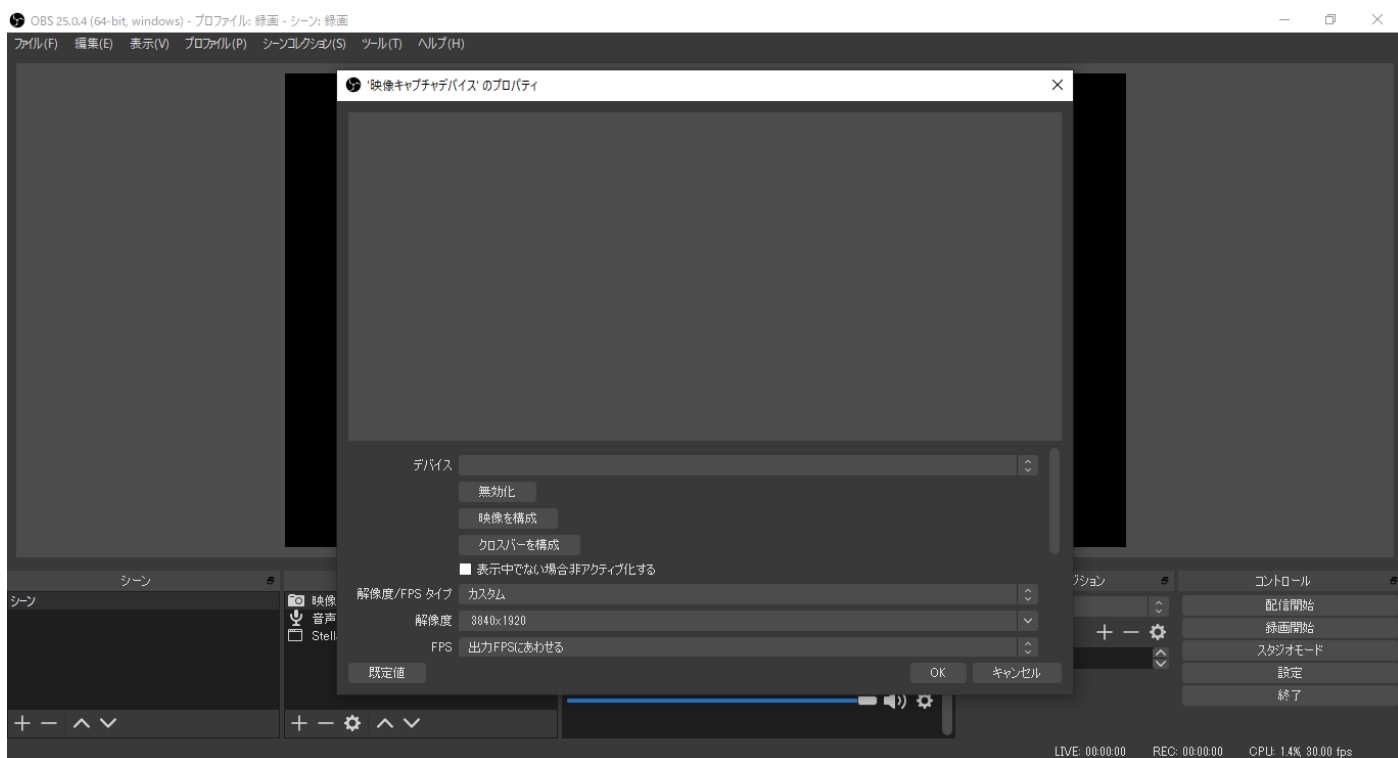 OBS 25.0.4 (64-bit, windows) - プロファイル: 録画 - シーン: 録画
ファイル(F) 編集(E) 表示(V) プロファイル(P) シーンコレクション(S) ツール(T) ヘルプ(H)
'映像キャプチャデバイス' のプロパティ
デバイス
無効化
映像を構成
クロスバーを構成
表示中でない場合非アクティブ化する
解像度/FPS タイプ カスタム
解像度 3840x1920
FPS 出力FPSにあわせる
既定値 OK キャンセル
シーン
シーン
映像
音声
Stell
コントロール
配信開始
録画開始
スタジオモード
設定
終了
LIVE: 00:00:00 REC: 00:00:00 CPU: 1.4%, 30.00 fps